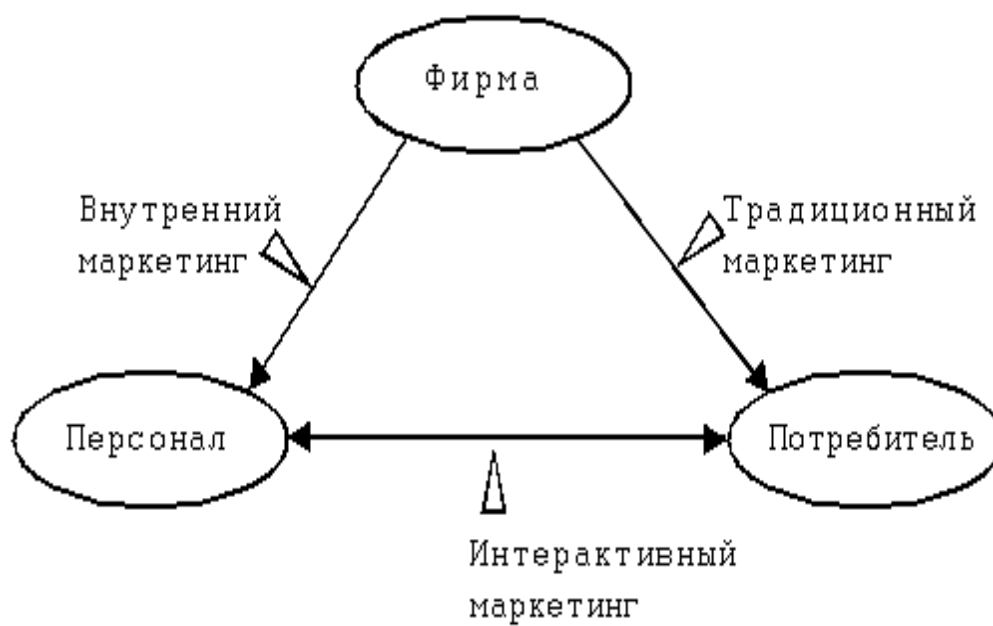 Фирма
Внутренний
маркетинг
Традиционный
маркетинг
Персонал
Потребитель
Интерактивный
маркетинг